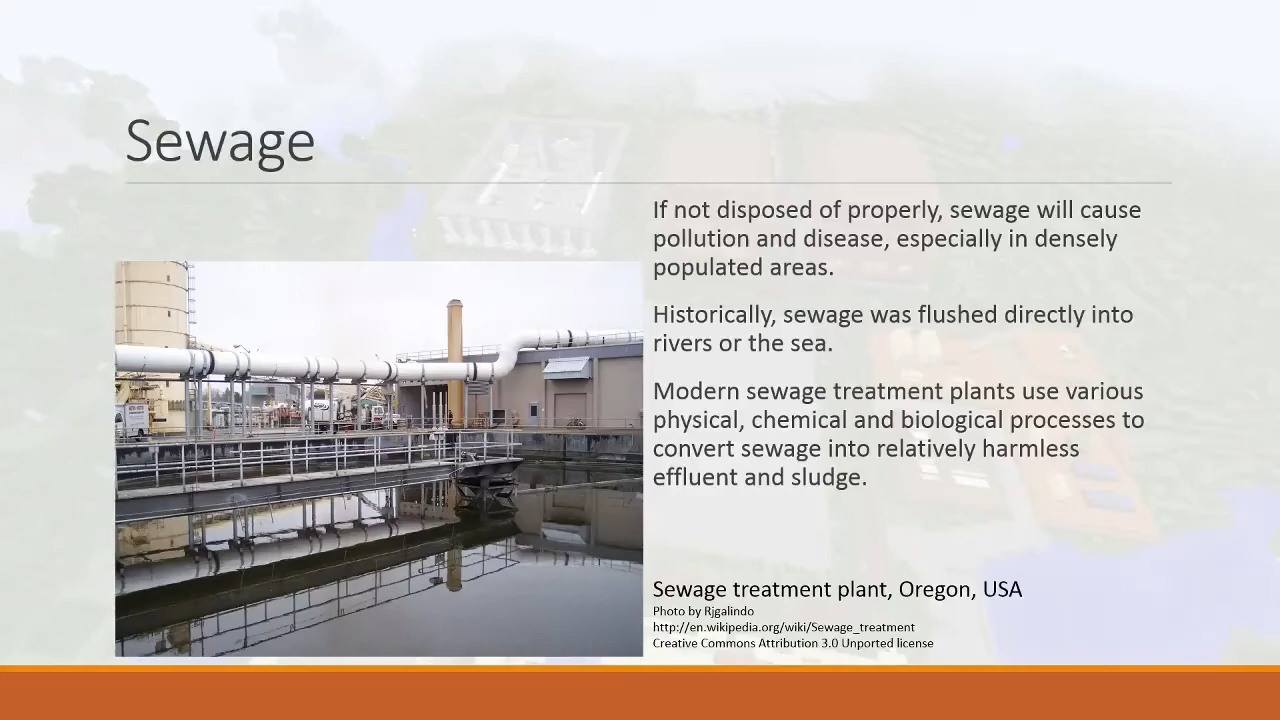 Sewage
If not disposed of properly, sewage will cause
pollution and disease, especially in densely
populated areas.
Historically, sewage was flushed directly into
rivers or the sea.
Modern sewage treatment plants use various
physical, chemical and biological processes to
convert sewage into relatively harmless
effluent and sludge.
Sewage treatment plant, Oregon, USA
Photo by Rjgalindo
http://en.wikipedia.org/wiki/Sewage_treatment
Creative Commons Attribution 3.0 Unported license